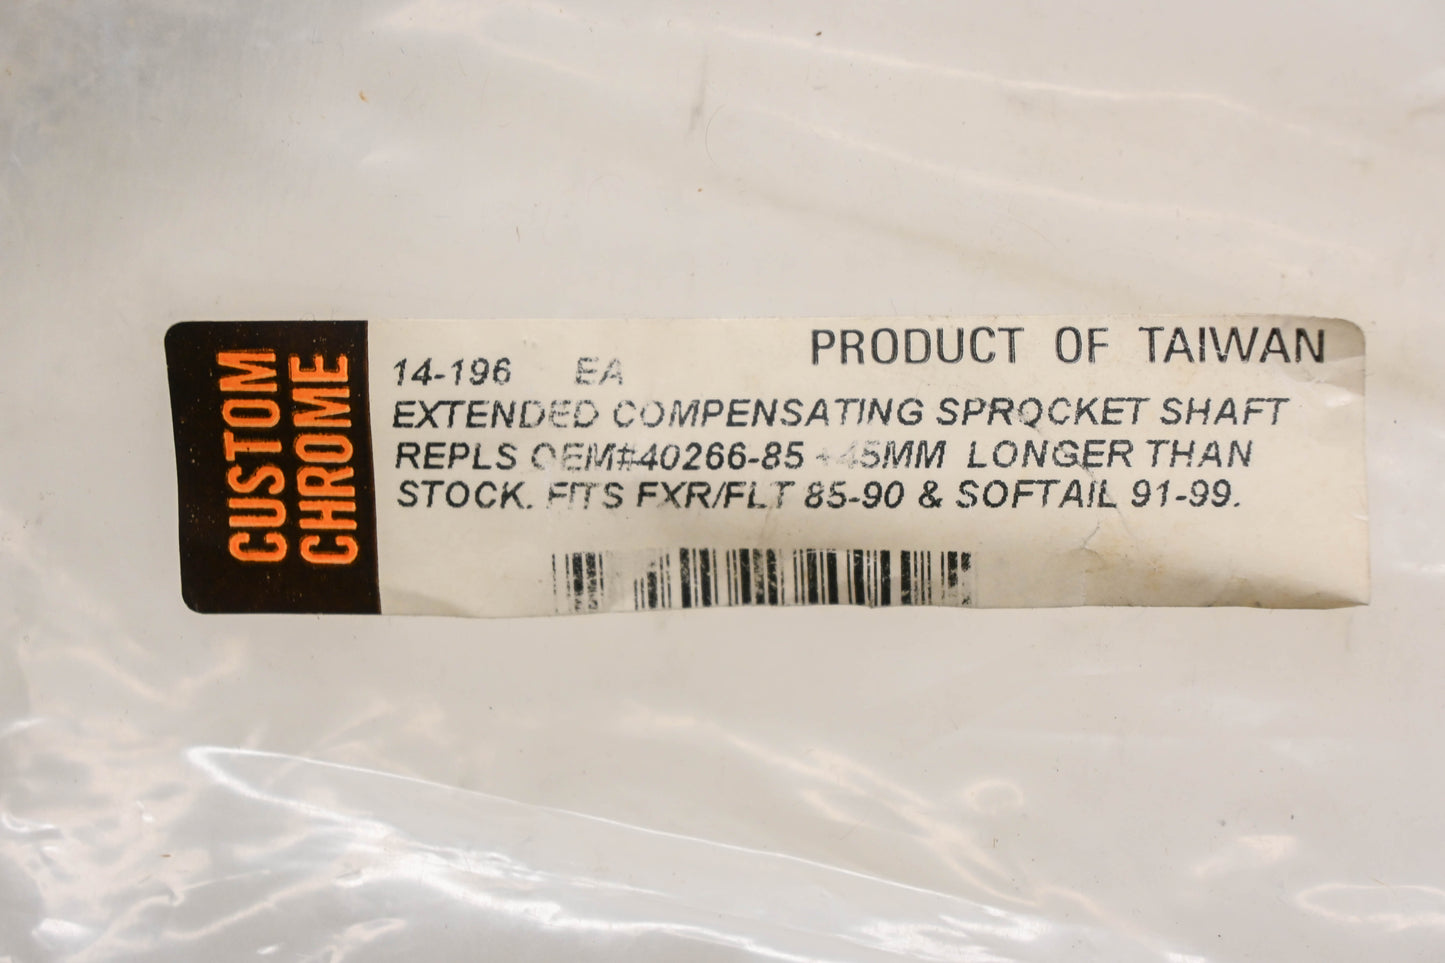 CUSTOM
CHROME
PRODUCT OF TAIWAN
14-196 EA
EXTENDED COMPENSATING SPROCKET SHAFT
REPLS OEM#40266-85 +45MM LONGER THAN
STOCK. FITS FXR/FLT 85-90 & SOFTAIL 91-99.